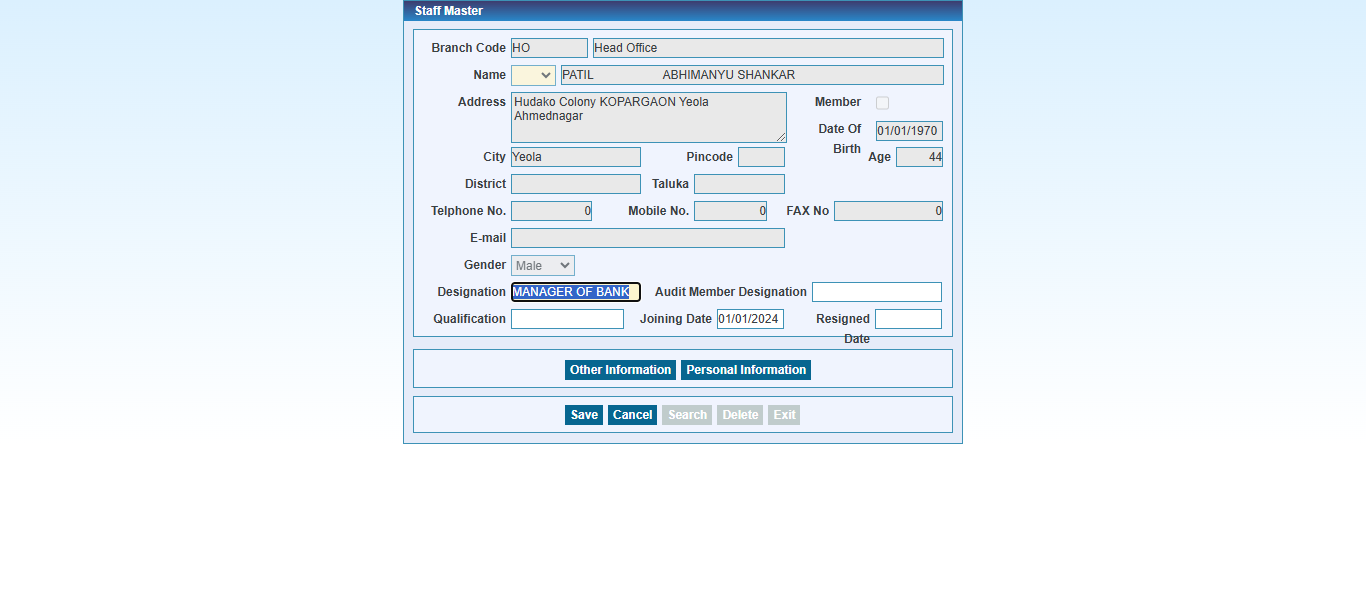 Staff Master
Branch Code HO Head Office
Name PATIL ABHIMANYU SHANKAR
Address Hudako Colony KOPARGAON Yeola
Ahmednagar
Member
Date Of
Birth
01/01/1970
City Yeola Pincode Age 44
District Taluka
Telphone No. 0 Mobile No. 0 FAX No 0
E-mail
Gender Male
Designation MANAGER OF BANK Audit Member Designation
Qualification Joining Date 01/01/2024 Resigned
Date
Other Information Personal Information
Save Cancel Search Delete Exit